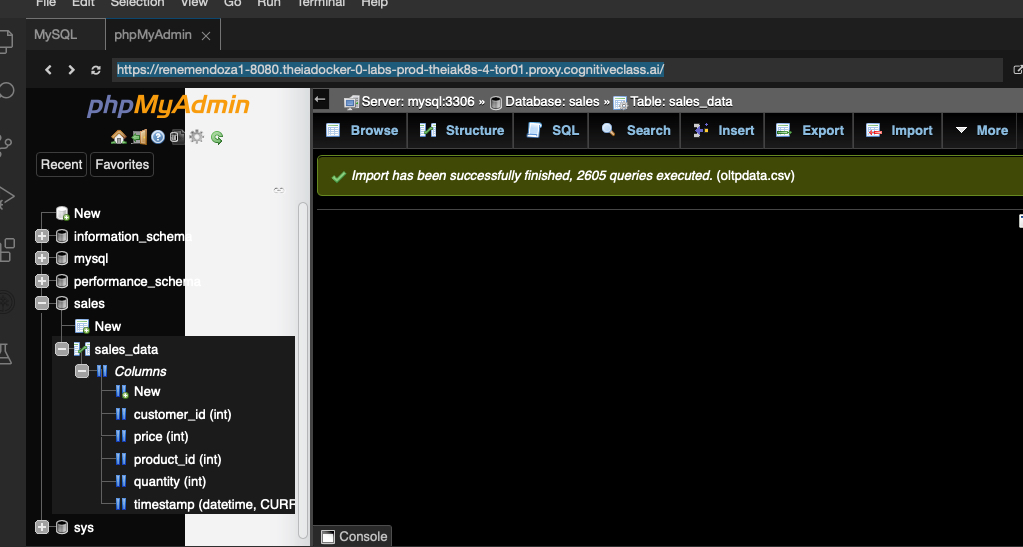 File Edit Selection View Go Run Terminal Help
MySQL phpMyAdmin
https://renemendoza1-8080.theiadocker-0-labs-prod-theiak8s-4-tor01.proxy.cognitiveclass.ai/
phpMyAdmin
Recent Favorites
New
information_schema
mysql
performance_schema
sales
New
sales_data
Columns
New
customer_id (int)
price (int)
product_id (int)
quantity (int)
timestamp (datetime, CURR
sys
Server: mysql:3306 » Database: sales » Table: sales_data
Browse Structure SQL Search Insert Export Import More
Import has been successfully finished, 2605 queries executed. (oltpdata.csv)
Console